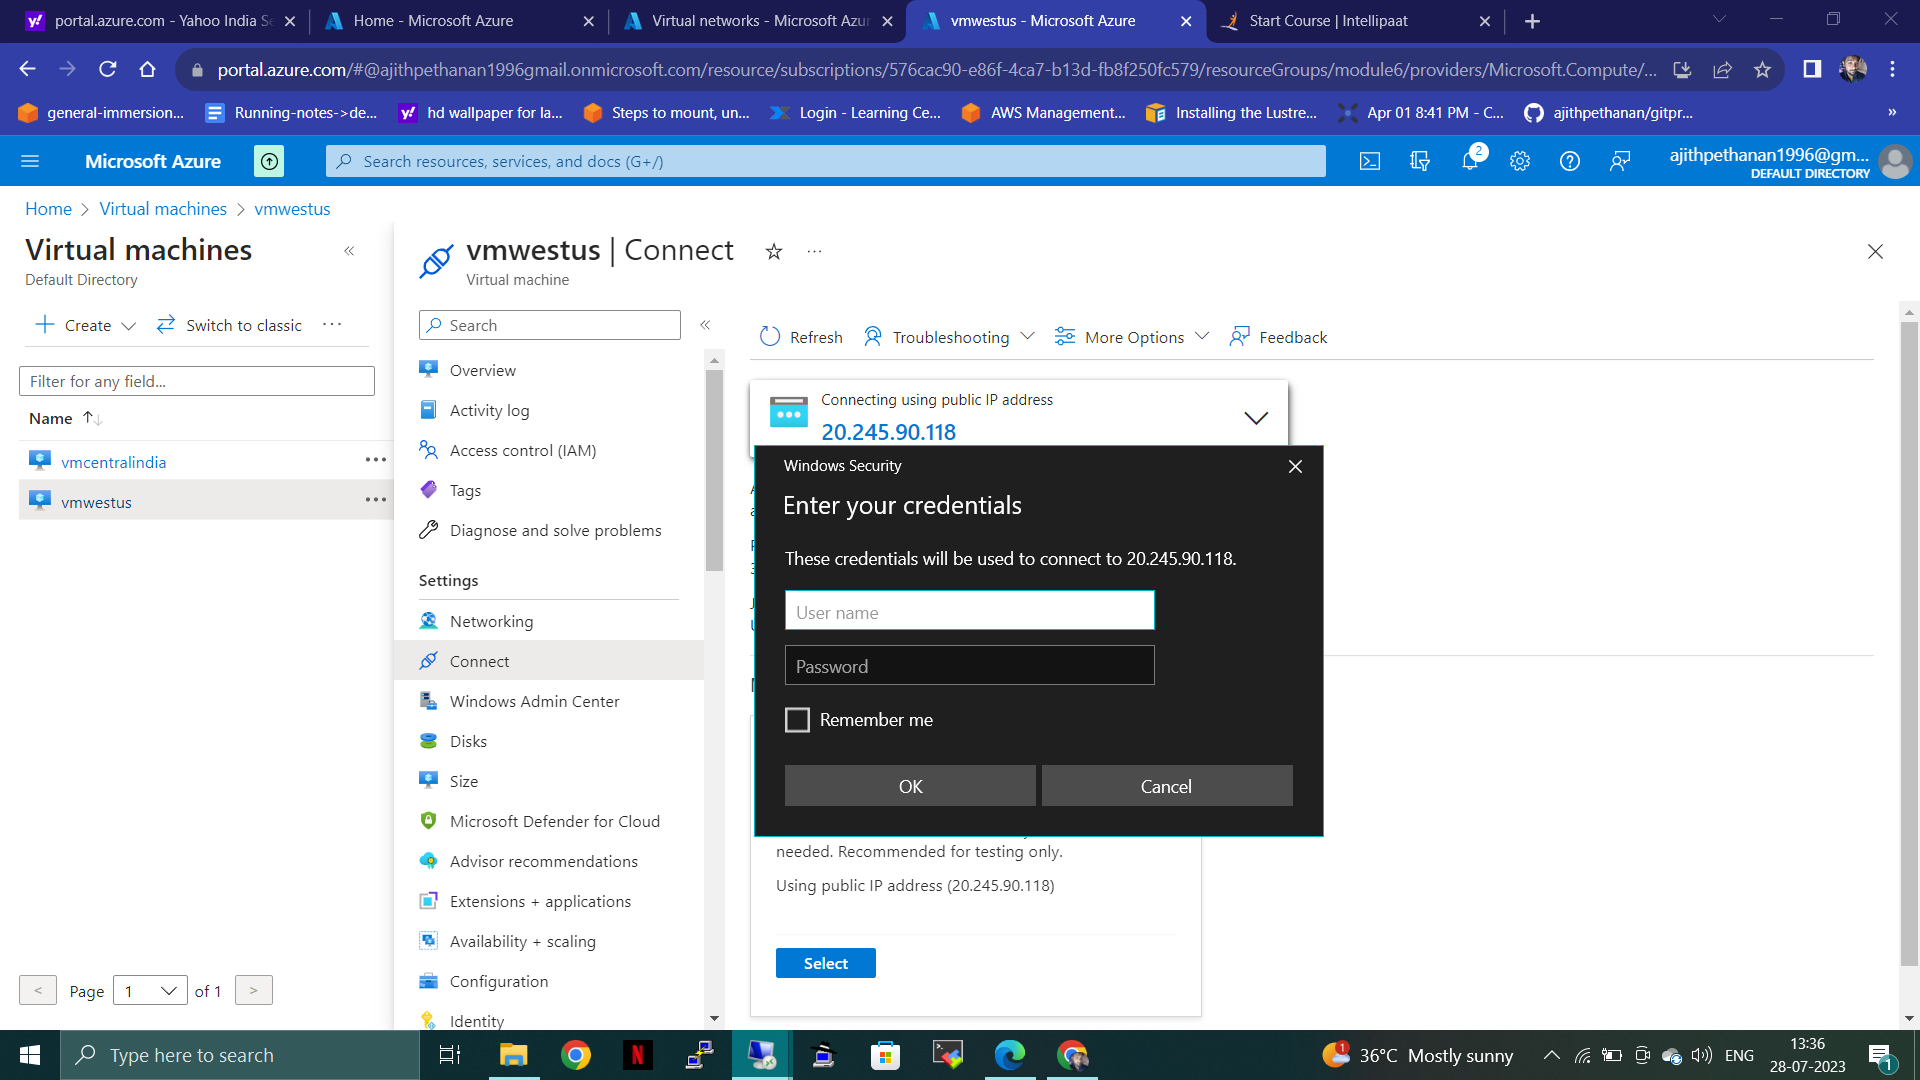 portal.azure.com - Yahoo India Se
Home - Microsoft Azure
Virtual networks - Microsoft Azur
vmwestus - Microsoft Azure
Start Course | Intellipaat
portal.azure.com/#@ajithpethanan1996gmail.onmicrosoft.com/resource/subscriptions/576cac90-e86f-4ca7-b13d-fb8f250fc579/resourceGroups/module6/providers/Microsoft.Compute/...
general-immersion...
Running-notes->de...
hd wallpaper for la...
Steps to mount, un...
Login - Learning Ce...
AWS Management...
Installing the Lustre...
Apr 01 8:41 PM - C...
ajithpethanan/gitpr...
»
Microsoft Azure
Search resources, services, and docs (G+/)
2
ajithpethanan1996@gm...
DEFAULT DIRECTORY
Home > Virtual machines > vmwestus
Virtual machines
Default Directory
Create
Switch to classic
Filter for any field...
Name
vmcentralindia
vmwestus
< Page 1 of 1 >
vmwestus | Connect
Virtual machine
Search
Overview
Activity log
Access control (IAM)
Tags
Diagnose and solve problems
Settings
Networking
Connect
Windows Admin Center
Disks
Size
Microsoft Defender for Cloud
Advisor recommendations
Extensions + applications
Availability + scaling
Configuration
Identity
Refresh
Troubleshooting
More Options
Feedback
Connecting using public IP address
20.245.90.118
Windows Security
Enter your credentials
These credentials will be used to connect to 20.245.90.118.
User name
Password
Remember me
OK
Cancel
needed. Recommended for testing only.
Using public IP address (20.245.90.118)
Select
Type here to search
1
36°C Mostly sunny
ENG
13:36
28-07-2023
1